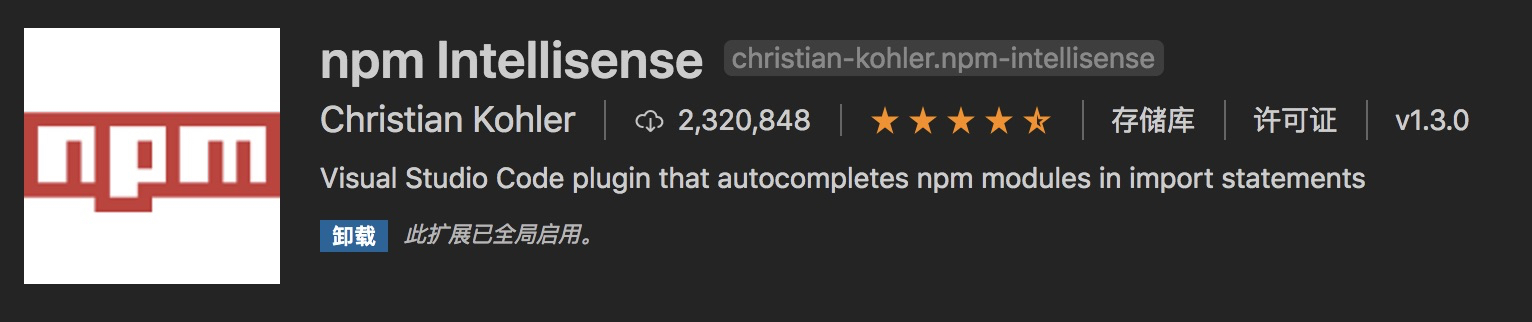 npm
npm Intellisense christian-kohler.npm-intellisense
Christian Kohler 2,320,848 存储库 许可证 v1.3.0
Visual Studio Code plugin that autocompletes npm modules in import statements
卸载 此扩展已全局启用。